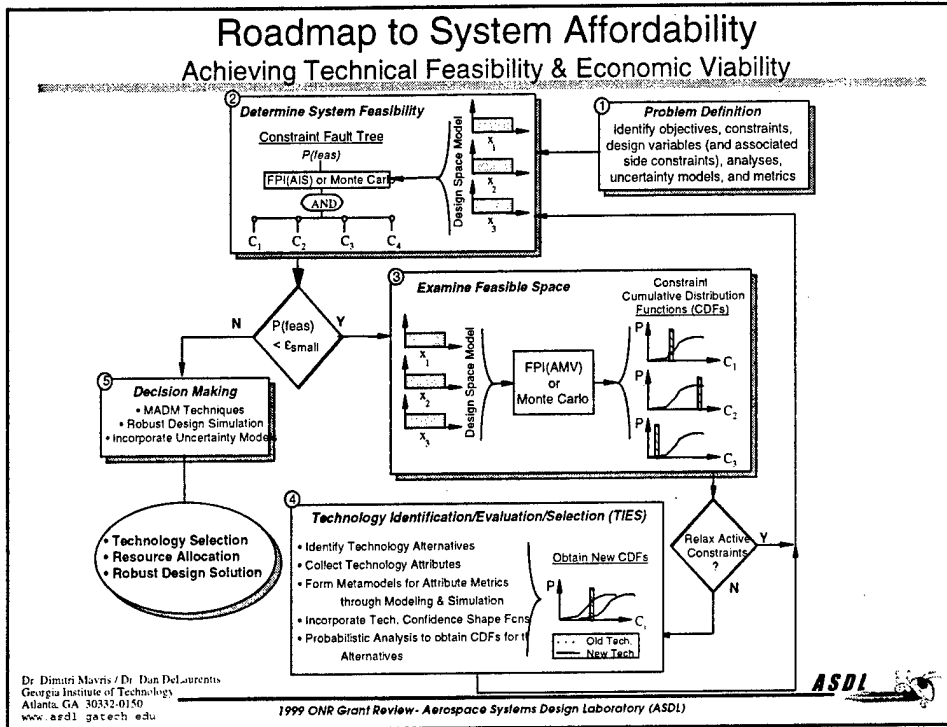 Roadmap to System Affordability
Achieving Technical Feasibility & Economic Viability
1
Problem Definition
Identify objectives, constraints,
design variables (and associated
side constraints), analyses,
uncertainty models, and metrics
2
Determine System Feasibility
Constraint Fault Tree
P(feas)
FPI(AIS) or Monte Carlo
AND
C1 C2 C3 C4
Design Space Model
x1
x2
x3
P(feas)
< εsmall
N
Y
3
Examine Feasible Space
x1
x2
x3
Design Space Model
FPI(AMV)
or
Monte Carlo
Constraint
Cumulative Distribution
Functions (CDFs)
P
C1
P
C2
P
C3
Relax Active
Constraints
?
Y
N
4
Technology Identification/Evaluation/Selection (TIES)
• Identify Technology Alternatives
• Collect Technology Attributes
• Form Metamodels for Attribute Metrics
through Modeling & Simulation
• Incorporate Tech. Confidence Shape Fcns
• Probabilistic Analysis to obtain CDFs for t
Alternatives
Obtain New CDFs
P
C
Old Tech.
New Tech
5
Decision Making
• MADM Techniques
• Robust Design Simulation
• Incorporate Uncertainty Models
• Technology Selection
• Resource Allocation
• Robust Design Solution
Dr Dimitri Mavris / Dr Dan DeLaurentis
Georgia Institute of Technology
Atlanta, GA 30332-0150
www.asdl gatech edu
1999 ONR Grant Review- Aerospace Systems Design Laboratory (ASDL)
ASDL